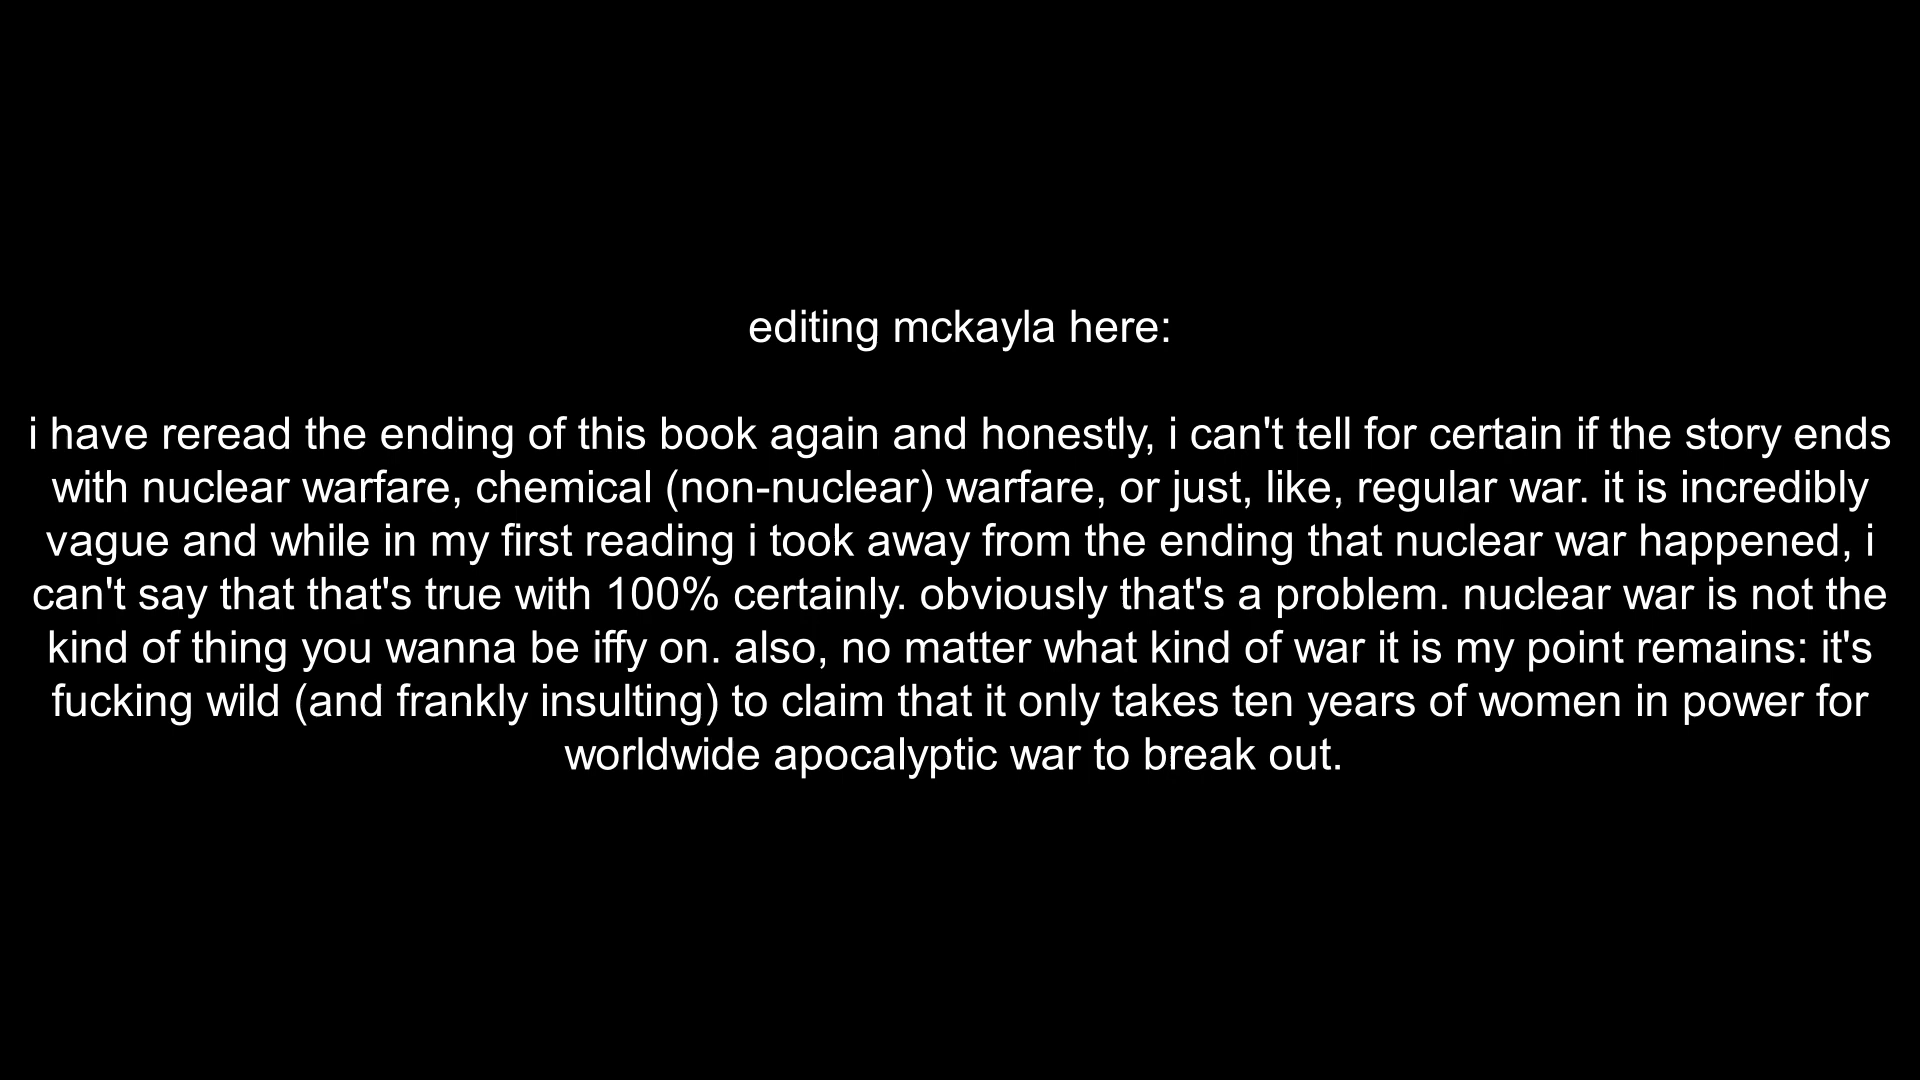 editing mckayla here:
i have reread the ending of this book again and honestly, i can't tell for certain if the story ends
with nuclear warfare, chemical (non-nuclear) warfare, or just, like, regular war. it is incredibly
vague and while in my first reading i took away from the ending that nuclear war happened, i
can't say that that's true with 100% certainly. obviously that's a problem. nuclear war is not the
kind of thing you wanna be iffy on. also, no matter what kind of war it is my point remains: it's
fucking wild (and frankly insulting) to claim that it only takes ten years of women in power for
worldwide apocalyptic war to break out.